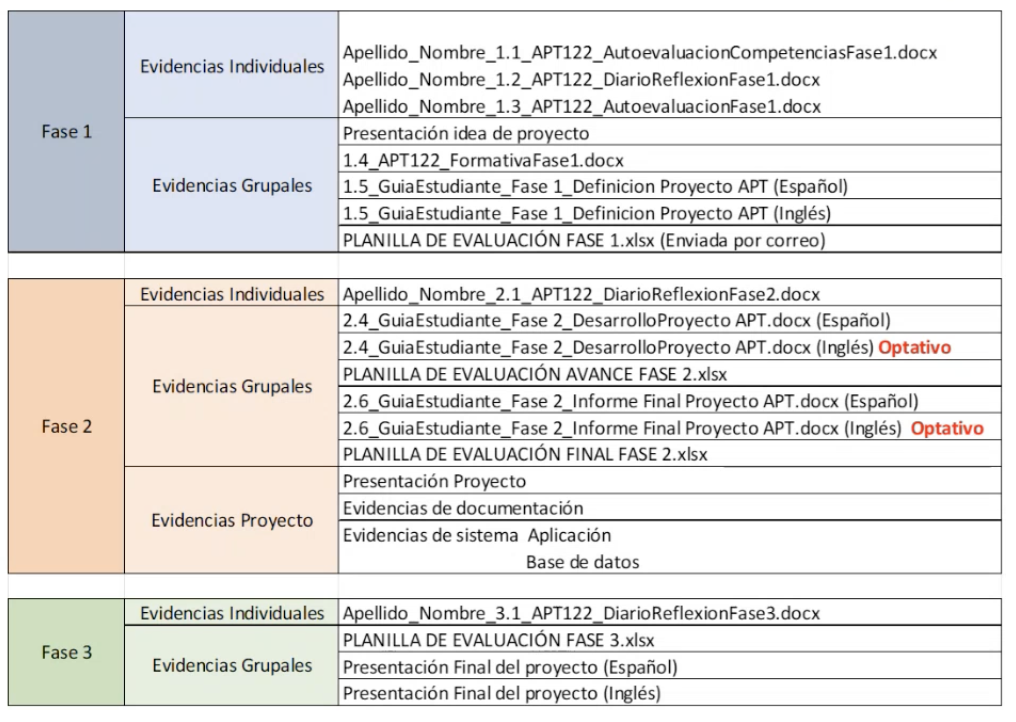 Fase 1
Evidencias Individuales
Apellido_Nombre_1.1_APT122_AutoevaluacionCompetenciasFase1.docx
Apellido_Nombre_1.2_APT122_DiarioReflexionFase1.docx
Apellido_Nombre_1.3_APT122_AutoevaluacionFase1.docx
Evidencias Grupales
Presentación idea de proyecto
1.4_APT122_FormativaFase1.docx
1.5_GuiaEstudiante_Fase 1_Definicion Proyecto APT (Español)
1.5_GuiaEstudiante_Fase 1_Definicion Proyecto APT (Inglés)
PLANILLA DE EVALUACIÓN FASE 1.xlsx (Enviada por correo)
Fase 2
Evidencias Individuales
Apellido_Nombre_2.1_APT122_DiarioReflexionFase2.docx
Evidencias Grupales
2.4_GuiaEstudiante_Fase 2_DesarrolloProyecto APT.docx (Español)
2.4_GuiaEstudiante_Fase 2_DesarrolloProyecto APT.docx (Inglés) Optativo
PLANILLA DE EVALUACIÓN AVANCE FASE 2.xlsx
2.6_GuiaEstudiante_Fase 2_Informe Final Proyecto APT.docx (Español)
2.6_GuiaEstudiante_Fase 2_Informe Final Proyecto APT.docx (Inglés) Optativo
PLANILLA DE EVALUACIÓN FINAL FASE 2.xlsx
Evidencias Proyecto
Presentación Proyecto
Evidencias de documentación
Evidencias de sistema Aplicación
Base de datos
Fase 3
Evidencias Individuales
Apellido_Nombre_3.1_APT122_DiarioReflexionFase3.docx
Evidencias Grupales
PLANILLA DE EVALUACIÓN FASE 3.xlsx
Presentación Final del proyecto (Español)
Presentación Final del proyecto (Inglés)